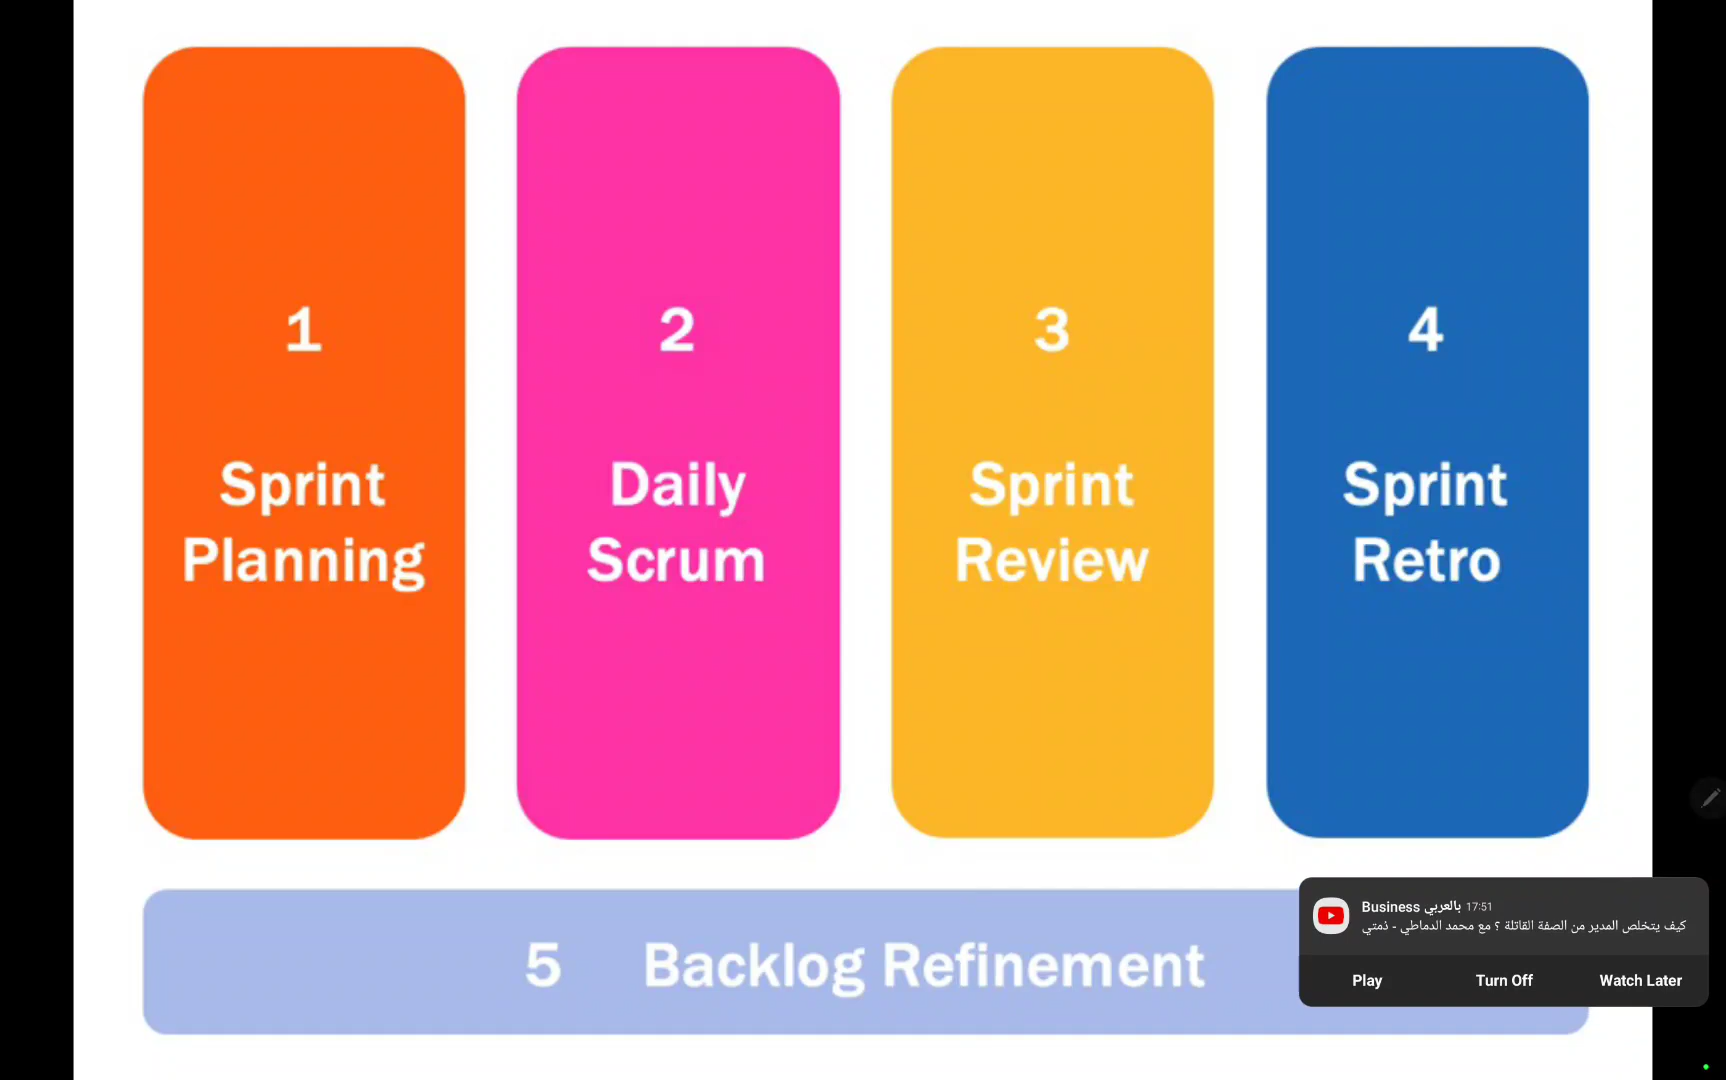 1
Sprint
Planning
2
Daily
Scrum
3
Sprint
Review
4
Sprint
Retro
5 Backlog Refinement
Business بالعربي 17:51
كيف يتخلص المدير من الصفة القاتلة ؟ مع محمد الدماطي - ذمتي
Play Turn Off Watch Later